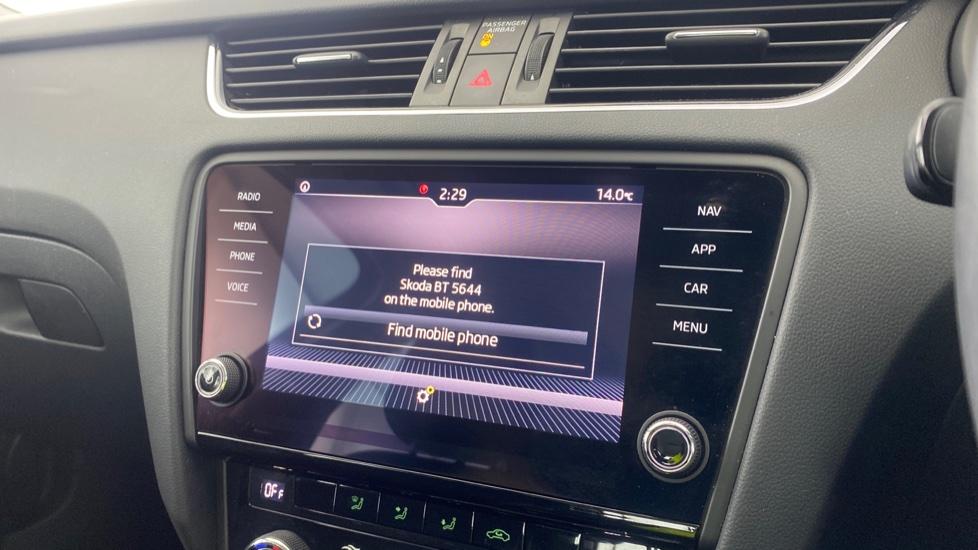 PASSENGER
AIRBAG
ON
RADIO
MEDIA
PHONE
VOICE
2:29
14.0°C
Please find
Skoda BT 5644
on the mobile phone.
Find mobile phone
NAV
APP
CAR
MENU
OFF